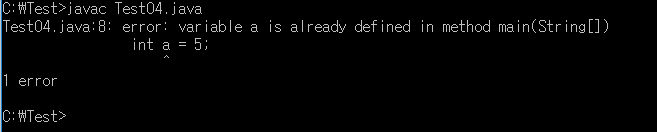 C:₩Test>javac Test04.java
Test04.java:8: error: variable a is already defined in method main(String[])
int a = 5;
^
1 error
C:₩Test>